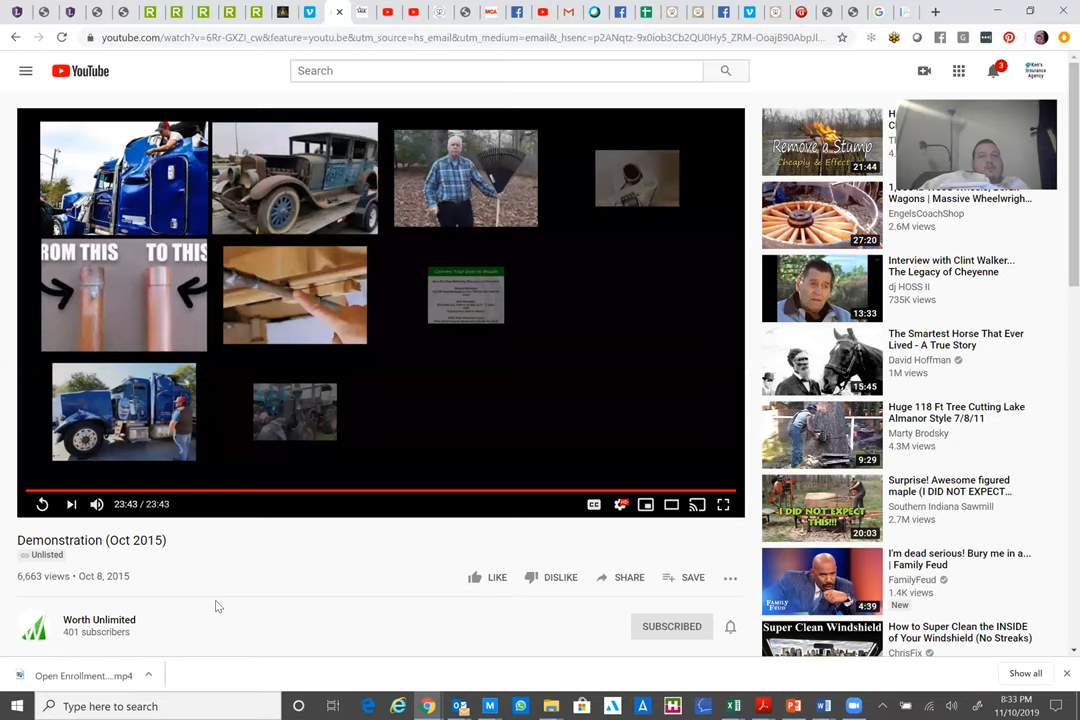 youtube.com/watch?v=6Rr-GXZI_cw&feature=youtu.be&utm_source=hs_email&utm_medium=email&_hsenc=p2ANqtz-9x0iob3Cb2QU0Hy5_ZRM-OoajB90AbpJI...
YouTube
Search
3
Ken's
Insurance
Agency
ROM THIS TO THIS
23:43 / 23:43
Demonstration (Oct 2015)
Unlisted
6,663 views • Oct 8, 2015
LIKE DISLIKE SHARE SAVE
Worth Unlimited
401 subscribers
SUBSCRIBED
Remove a Stump
Cheaply & Effect
21:44
Wagons | Massive Wheelwrigh...
EngelsCoachShop
2.6M views
27:20
Interview with Clint Walker...
The Legacy of Cheyenne
dj HOSS II
735K views
13:33
The Smartest Horse That Ever
Lived - A True Story
David Hoffman
1M views
15:45
Huge 118 Ft Tree Cutting Lake
Almanor Style 7/8/11
Marty Brodsky
4.3M views
9:29
Surprise! Awesome figured
maple (I DID NOT EXPECT...
Southern Indiana Sawmill
2.7M views
I DID NOT EXPECT
THIS!!!
20:03
I'm dead serious! Bury me in a...
| Family Feud
FamilyFeud
1.4K views
New
FAMILY
FEUD
4:39
How to Super Clean the INSIDE
of Your Windshield (No Streaks)
ChrisFix
Super Clean Windshield
Open Enrollment....mp4
Show all
Type here to search
8:33 PM
11/10/2019